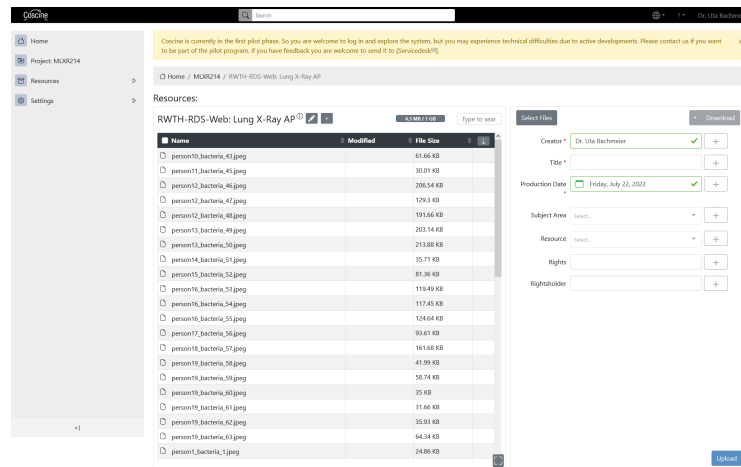 Coscine
Search
Dr. Uta Bachme
Home
Project: MLXR214
Resources
Settings
Coscine is currently in the first pilot phase. So you are welcome to log in and explore the system, but you may experience technical difficulties due to active developments. Please contact us if you want
to be part of the pilot program. If you have feedback you are welcome to send it to [Servicedesk].
Home / MLXR214 / RWTH-RDS-Web: Lung X-Ray AP
Resources:
RWTH-RDS-Web: Lung X-Ray AP
4,3 MB / 1 GB
Type to sear
Name Modified File Size
person10_bacteria_43.jpeg 61.66 KB
person11_bacteria_45.jpeg 30.01 KB
person12_bacteria_46.jpeg 206.54 KB
person12_bacteria_47.jpeg 129.3 KB
person12_bacteria_48.jpeg 191.66 KB
person13_bacteria_49.jpeg 203.14 KB
person13_bacteria_50.jpeg 213.88 KB
person14_bacteria_51.jpeg 35.71 KB
person15_bacteria_52.jpeg 81.36 KB
person16_bacteria_53.jpeg 119.49 KB
person16_bacteria_54.jpeg 117.45 KB
person16_bacteria_55.jpeg 124.64 KB
person17_bacteria_56.jpeg 93.61 KB
person18_bacteria_57.jpeg 161.68 KB
person19_bacteria_58.jpeg 41.99 KB
person19_bacteria_59.jpeg 58.74 KB
person19_bacteria_60.jpeg 35 KB
person19_bacteria_61.jpeg 31.66 KB
person19_bacteria_62.jpeg 35.93 KB
person19_bacteria_63.jpeg 64.34 KB
person1_bacteria_1.jpeg 24.86 KB
Select Files
Download
Creator * Dr. Uta Bachmeier
Title *
Production Date * Friday, July 22, 2022
Subject Area Select...
Resource Select...
Rights
Rightsholder
Upload